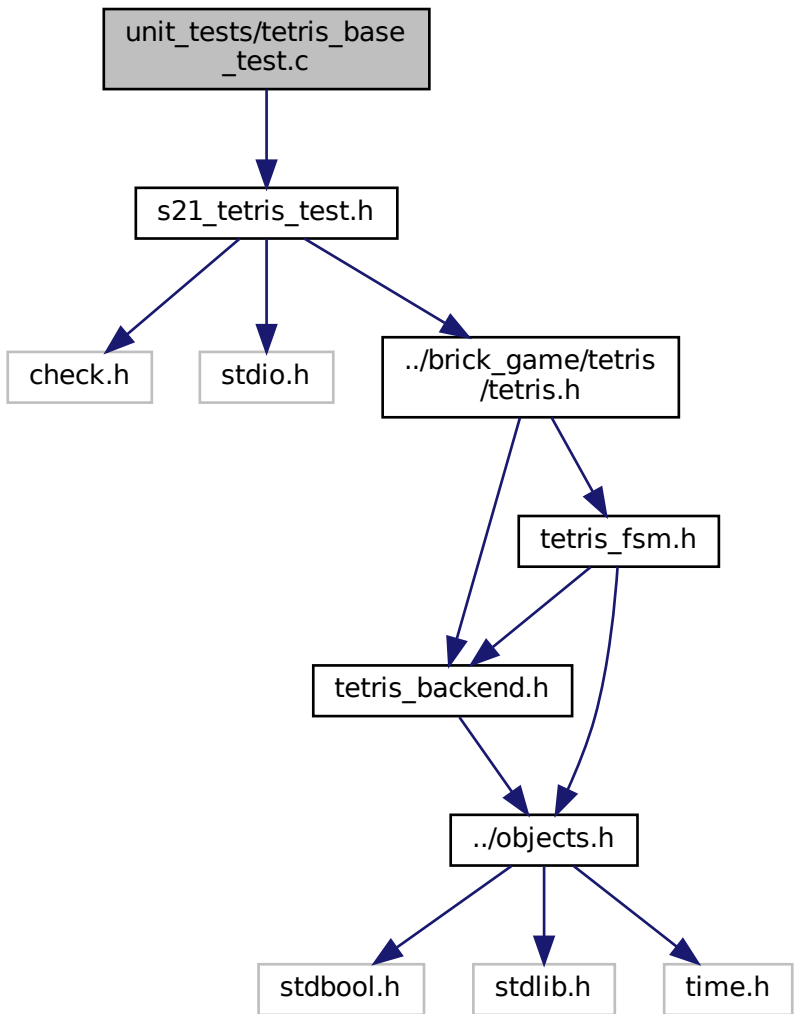 unit_tests/tetris_base
_test.c
s21_tetris_test.h
check.h
stdio.h
../brick_game/tetris
/tetris.h
tetris_fsm.h
tetris_backend.h
../objects.h
stdbool.h
stdlib.h
time.h